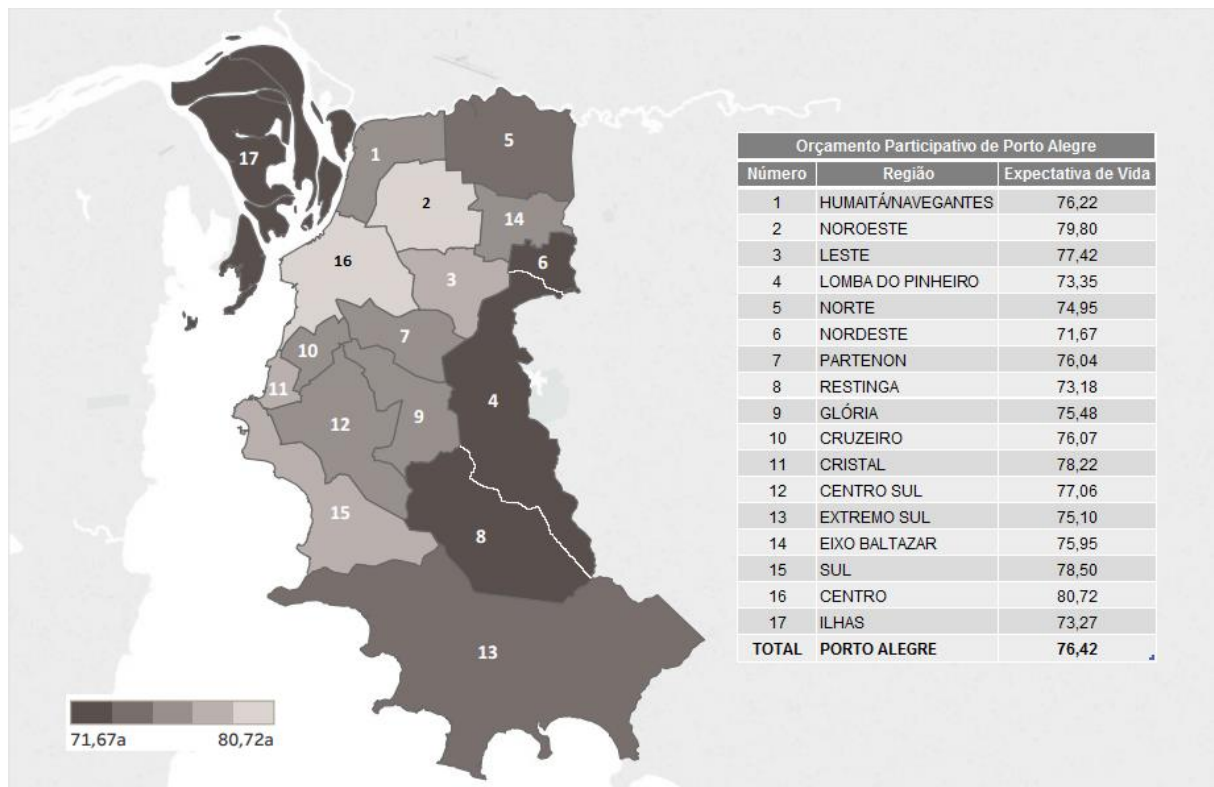 17
1
5
2
14
16
6
3
7
10
11
4
12
9
15
8
13
71,67a 80,72a
Orçamento Participativo de Porto Alegre
Número Região Expectativa de Vida
1 HUMAITÁ/NAVEGANTES 76,22
2 NOROESTE 79,80
3 LESTE 77,42
4 LOMBA DO PINHEIRO 73,35
5 NORTE 74,95
6 NORDESTE 71,67
7 PARTENON 76,04
8 RESTINGA 73,18
9 GLÓRIA 75,48
10 CRUZEIRO 76,07
11 CRISTAL 78,22
12 CENTRO SUL 77,06
13 EXTREMO SUL 75,10
14 EIXO BALTAZAR 75,95
15 SUL 78,50
16 CENTRO 80,72
17 ILHAS 73,27
TOTAL PORTO ALEGRE 76,42